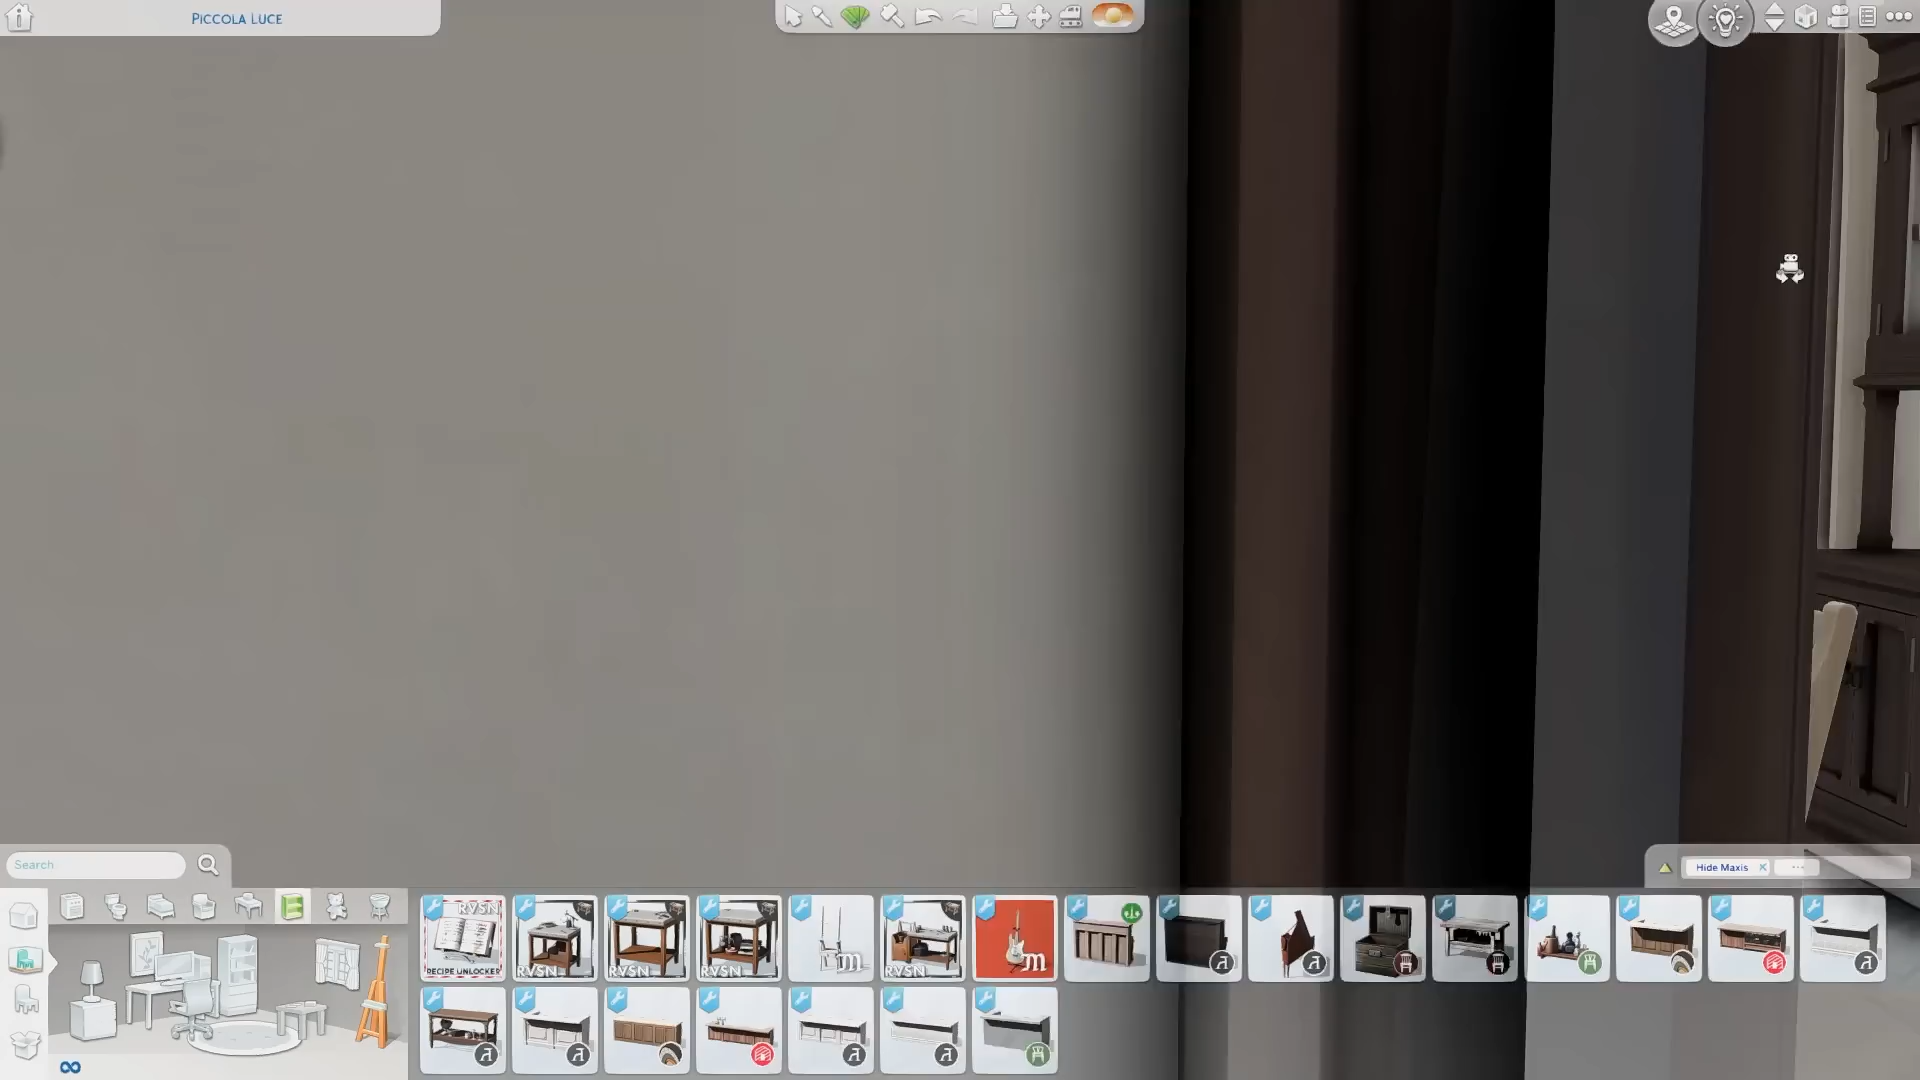 Piccola Luce
Search
Hide Maxis
RVSN
RECIPE UNLOCKER
RVSN
RVSN
RVSN
m
RVSN
m